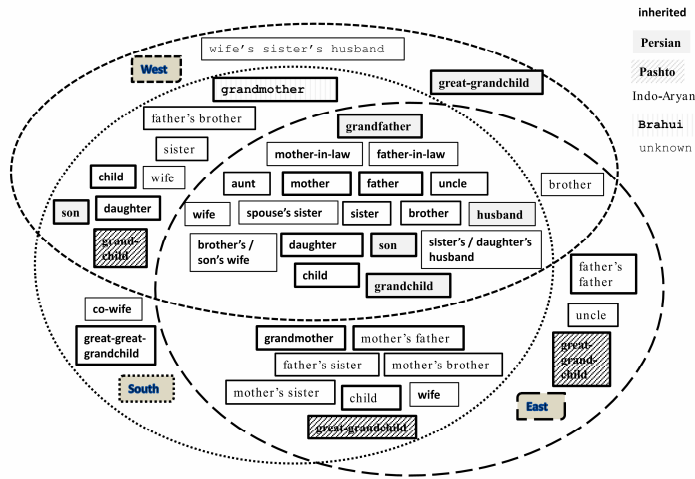 inherited
Persian
Pashto
Indo-Aryan
Brahui
unknown
wife's sister's husband
West
grandmother
great-grandchild
father's brother
grandfather
sister
mother-in-law
father-in-law
child
wife
aunt
mother
father
uncle
brother
son
daughter
wife
spouse's sister
sister
brother
husband
grand-
child
brother's /
son's wife
daughter
son
sister's / daughter's
husband
child
grandchild
father's
father
co-wife
uncle
great-great-
grandchild
grandmother
mother's father
great-
grand-
child
father's sister
mother's brother
South
mother's sister
child
wife
East
great-grandchild